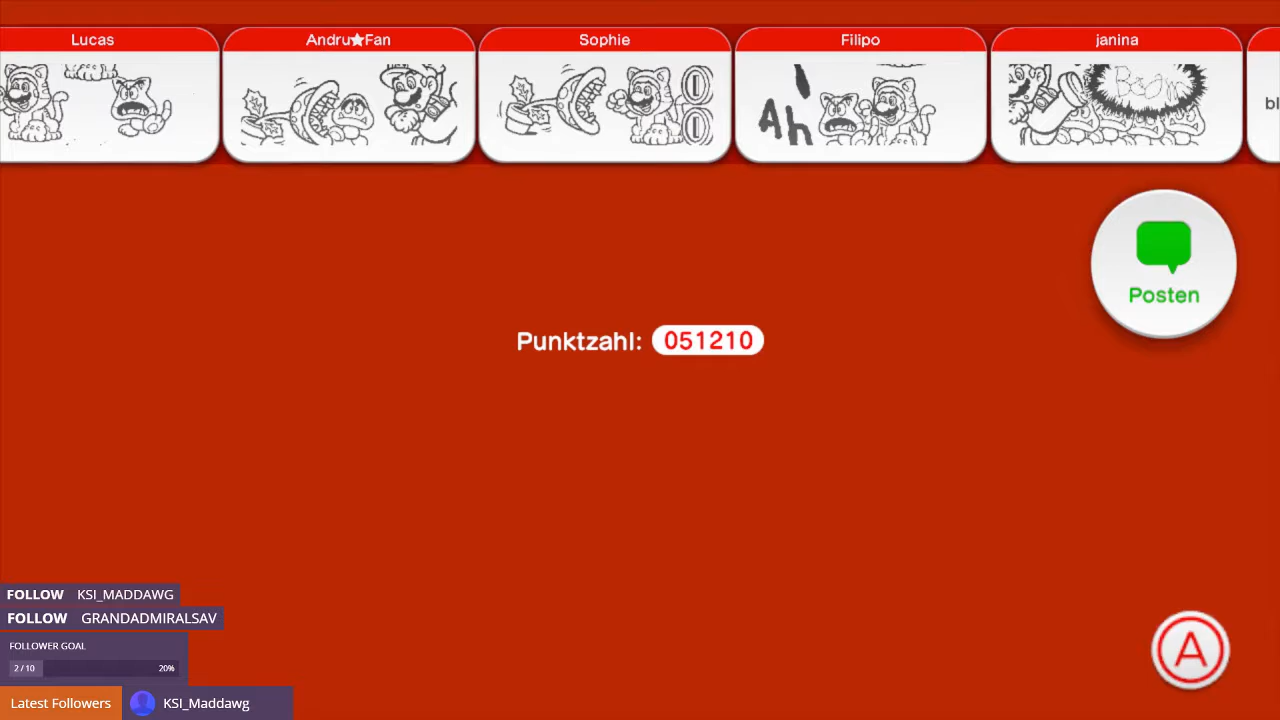 Lucas
Andru★Fan
Sophie
Filipo
janina
Ah
bl
Posten
Punktzahl: 051210
FOLLOW KSI_MADDAWG
FOLLOW GRANDADMIRALSAV
FOLLOWER GOAL
2 / 10 20%
A
Latest Followers KSI_Maddawg